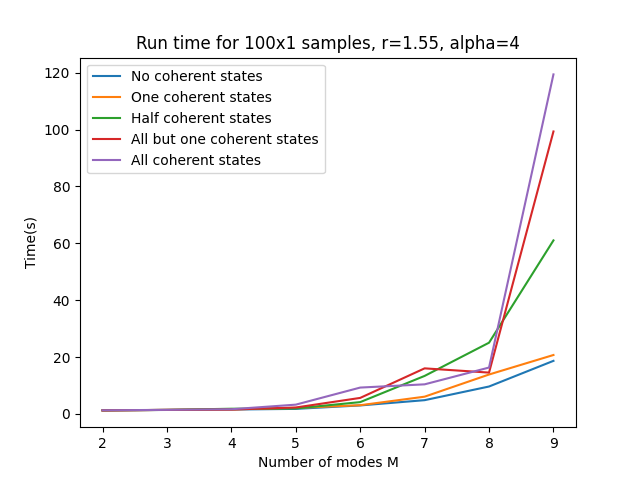 Run time for 100x1 samples, r=1.55, alpha=4
No coherent states
One coherent states
Half coherent states
All but one coherent states
All coherent states
120
100
80
60
40
20
0
Time(s)
2 3 4 5 6 7 8 9
Number of modes M